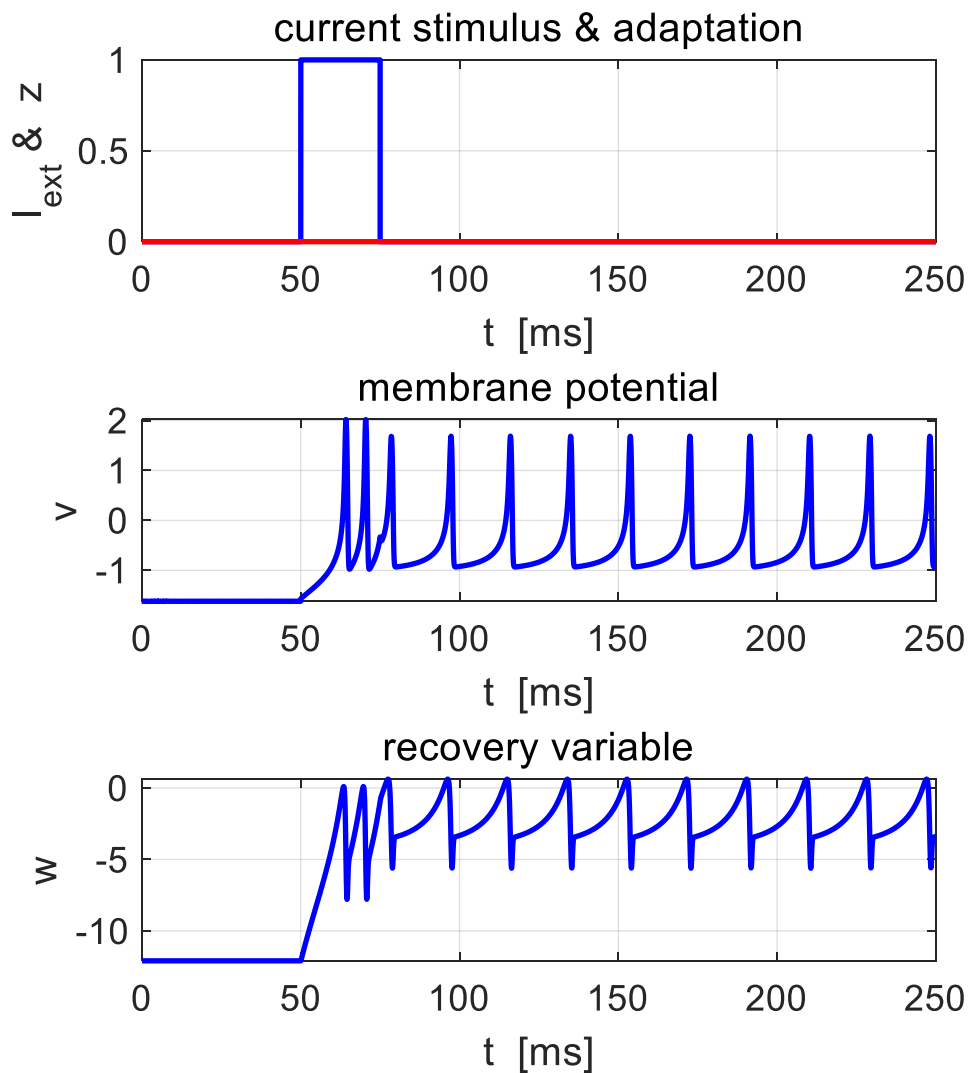 current stimulus & adaptation
I_ext & z
1
0.5
0
0 50 100 150 200 250
t [ms]
membrane potential
v
2
1
0
-1
0 50 100 150 200 250
t [ms]
recovery variable
w
0
-5
-10
0 50 100 150 200 250
t [ms]